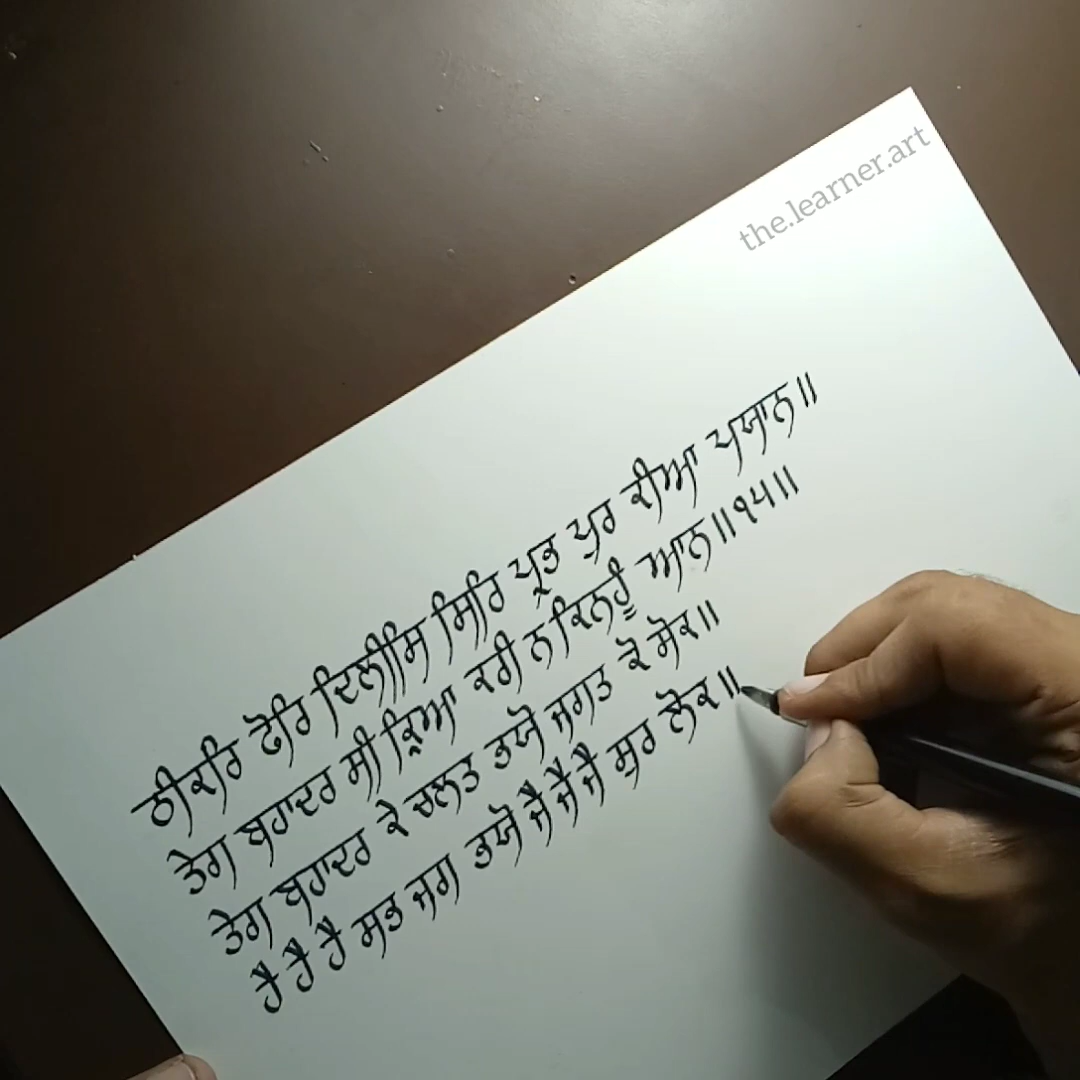 the.learner.art
ਠੀਕਰਿ ਫੋਰਿ ਦਿਲੀਸਿ ਸਿਰਿ ਪ੍ਰਭ ਪੁਰ ਕੀਆ ਪਯਾਨ॥
ਤੇਗ ਬਹਾਦਰ ਸੀ ਕ੍ਰਿਆ ਕਰੀ ਨ ਕਿਨਹੂੰ ਆਨ॥੧੫॥
ਤੇਗ ਬਹਾਦਰ ਕੇ ਚਲਤ ਭਯੋ ਜਗਤ ਕੋ ਸੋਕ॥
ਹੈ ਹੈ ਹੈ ਸਭ ਜਗ ਭਯੋ ਜੈ ਜੈ ਜੈ ਸੁਰ ਲੋਕ॥